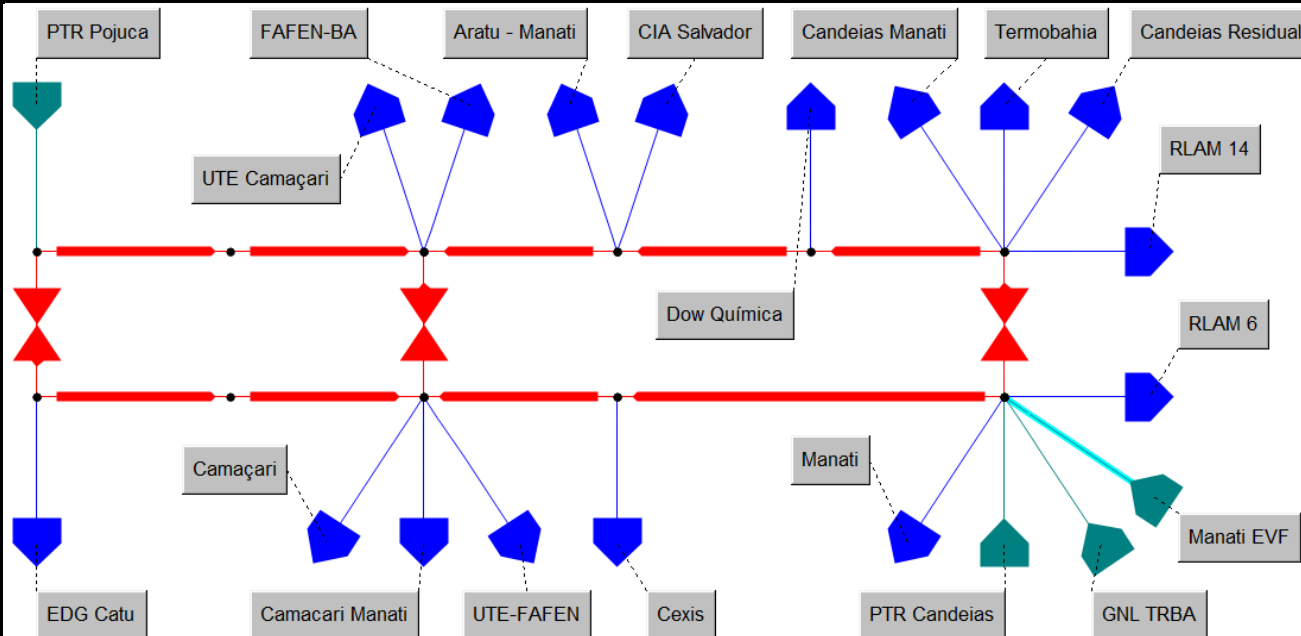 PTR Pojuca
FAFEN-BA
Aratu - Manati
CIA Salvador
Candeias Manati
Termobahia
Candeias Residual
UTE Camaçari
RLAM 14
Dow Química
RLAM 6
Camaçari
Manati
Manati EVF
EDG Catu
Camacari Manati
UTE-FAFEN
Cexis
PTR Candeias
GNL TRBA